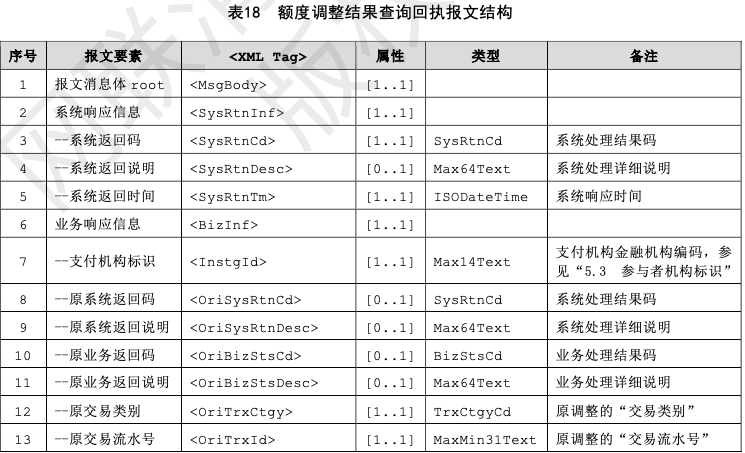 表18 额度调整结果查询回执报文结构
序号 报文要素 <XML Tag> 属性 类型 备注
1 报文消息体 root <MsgBody> [1..1]
2 系统响应信息 <SysRtnInf> [1..1]
3 --系统返回码 <SysRtnCd> [1..1] SysRtnCd 系统处理结果码
4 --系统返回说明 <SysRtnDesc> [0..1] Max64Text 系统处理详细说明
5 --系统返回时间 <SysRtnTm> [1..1] ISODateTime 系统响应时间
6 业务响应信息 <BizInf> [1..1]
7 --支付机构标识 <InstgId> [1..1] Max14Text 支付机构金融机构编码，参
见“5.3 参与者机构标识”
8 --原系统返回码 <OriSysRtnCd> [0..1] SysRtnCd 系统处理结果码
9 --原系统返回说明 <OriSysRtnDesc> [0..1] Max64Text 系统处理详细说明
10 --原业务返回码 <OriBizStsCd> [0..1] BizStsCd 业务处理结果码
11 --原业务返回说明 <OriBizStsDesc> [0..1] Max64Text 业务处理详细说明
12 --原交易类别 <OriTrxCtgy> [1..1] TrxCtgyCd 原调整的“交易类别”
13 --原交易流水号 <OriTrxId> [1..1] MaxMin31Text 原调整的“交易流水号”
网联清
版权